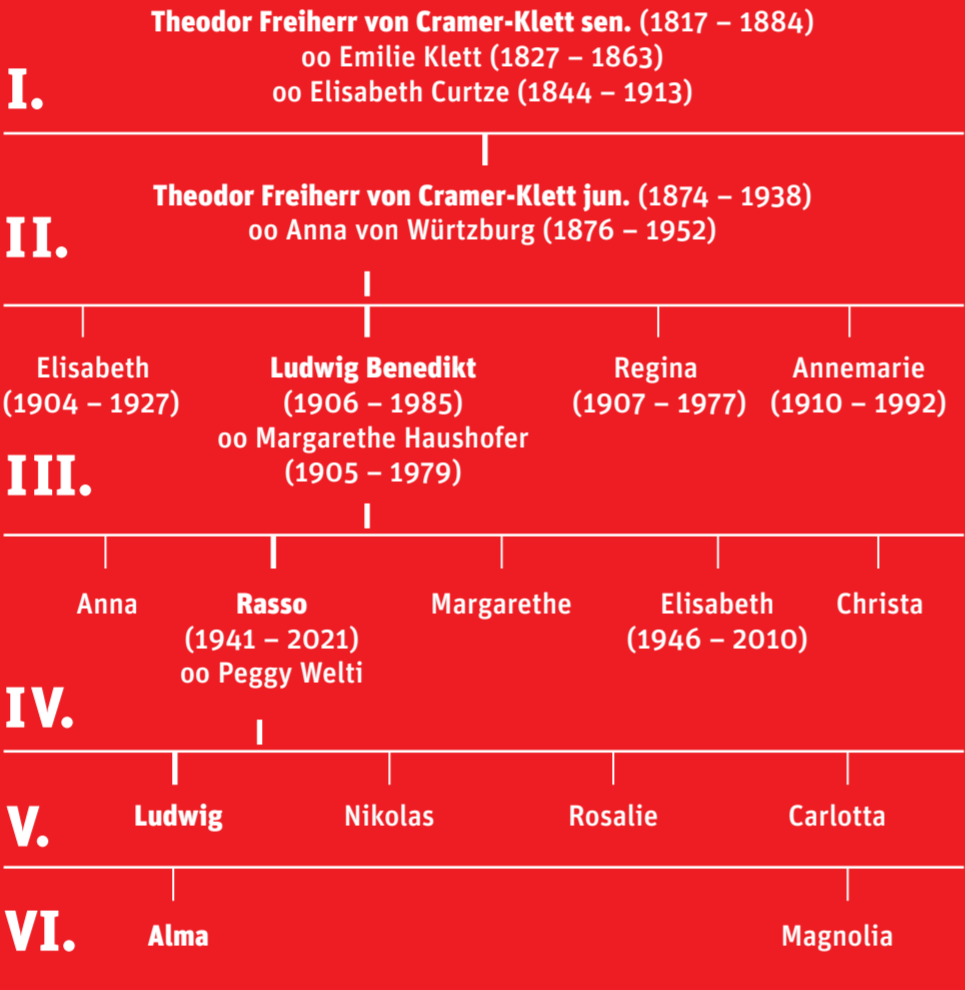 Theodor Freiherr von Cramer-Klett sen. (1817 – 1884)
oo Emilie Klett (1827 – 1863)
I.
oo Elisabeth Curtze (1844 – 1913)
Theodor Freiherr von Cramer-Klett jun. (1874 – 1938)
II.
oo Anna von Würtzburg (1876 – 1952)
Elisabeth Ludwig Benedikt Regina Annemarie
(1904 – 1927) (1906 – 1985) (1907 – 1977) (1910 – 1992)
oo Margarethe Haushofer
III.
(1905 – 1979)
Anna Rasso Margarethe Elisabeth Christa
(1941 – 2021) (1946 – 2010)
oo Peggy Welti
IV.
V.
Ludwig Nikolas Rosalie Carlotta
VI.
Alma Magnolia